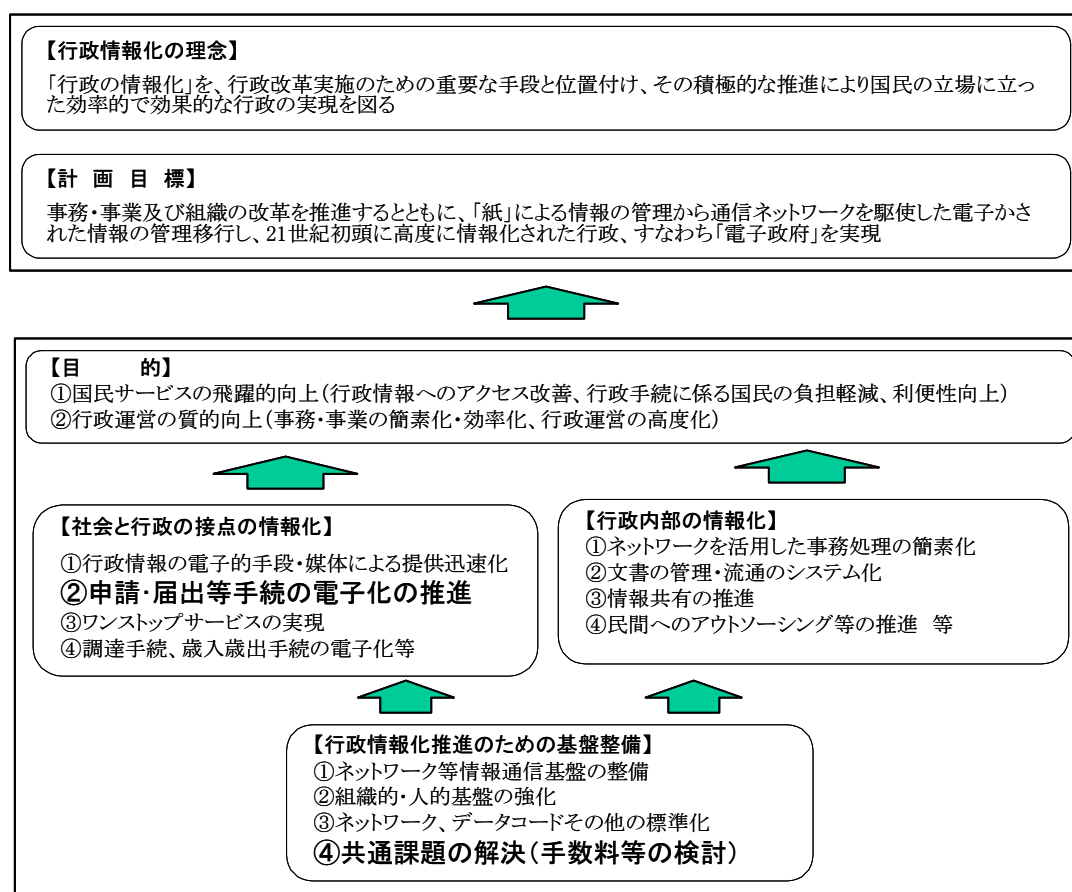 【行政情報化の理念】
「行政の情報化」を、行政改革実施のための重要な手段と位置付け、その積極的な推進により国民の立場に立っ
た効率的で効果的な行政の実現を図る
【計 画 目 標】
事務・事業及び組織の改革を推進するとともに、「紙」による情報の管理から通信ネットワークを駆使した電子かさ
れた情報の管理移行し、21世紀初頭に高度に情報化された行政、すなわち「電子政府」を実現
【目 的】
①国民サービスの飛躍的向上(行政情報へのアクセス改善、行政手続に係る国民の負担軽減、利便性向上)
②行政運営の質的向上(事務・事業の簡素化・効率化、行政運営の高度化)
【社会と行政の接点の情報化】
①行政情報の電子的手段・媒体による提供迅速化
②申請・届出等手続の電子化の推進
③ワンストップサービスの実現
④調達手続、歳入歳出手続の電子化等
【行政内部の情報化】
①ネットワークを活用した事務処理の簡素化
②文書の管理・流通のシステム化
③情報共有の推進
④民間へのアウトソーシング等の推進 等
【行政情報化推進のための基盤整備】
①ネットワーク等情報通信基盤の整備
②組織的・人的基盤の強化
③ネットワーク、データコードその他の標準化
④共通課題の解決(手数料等の検討)